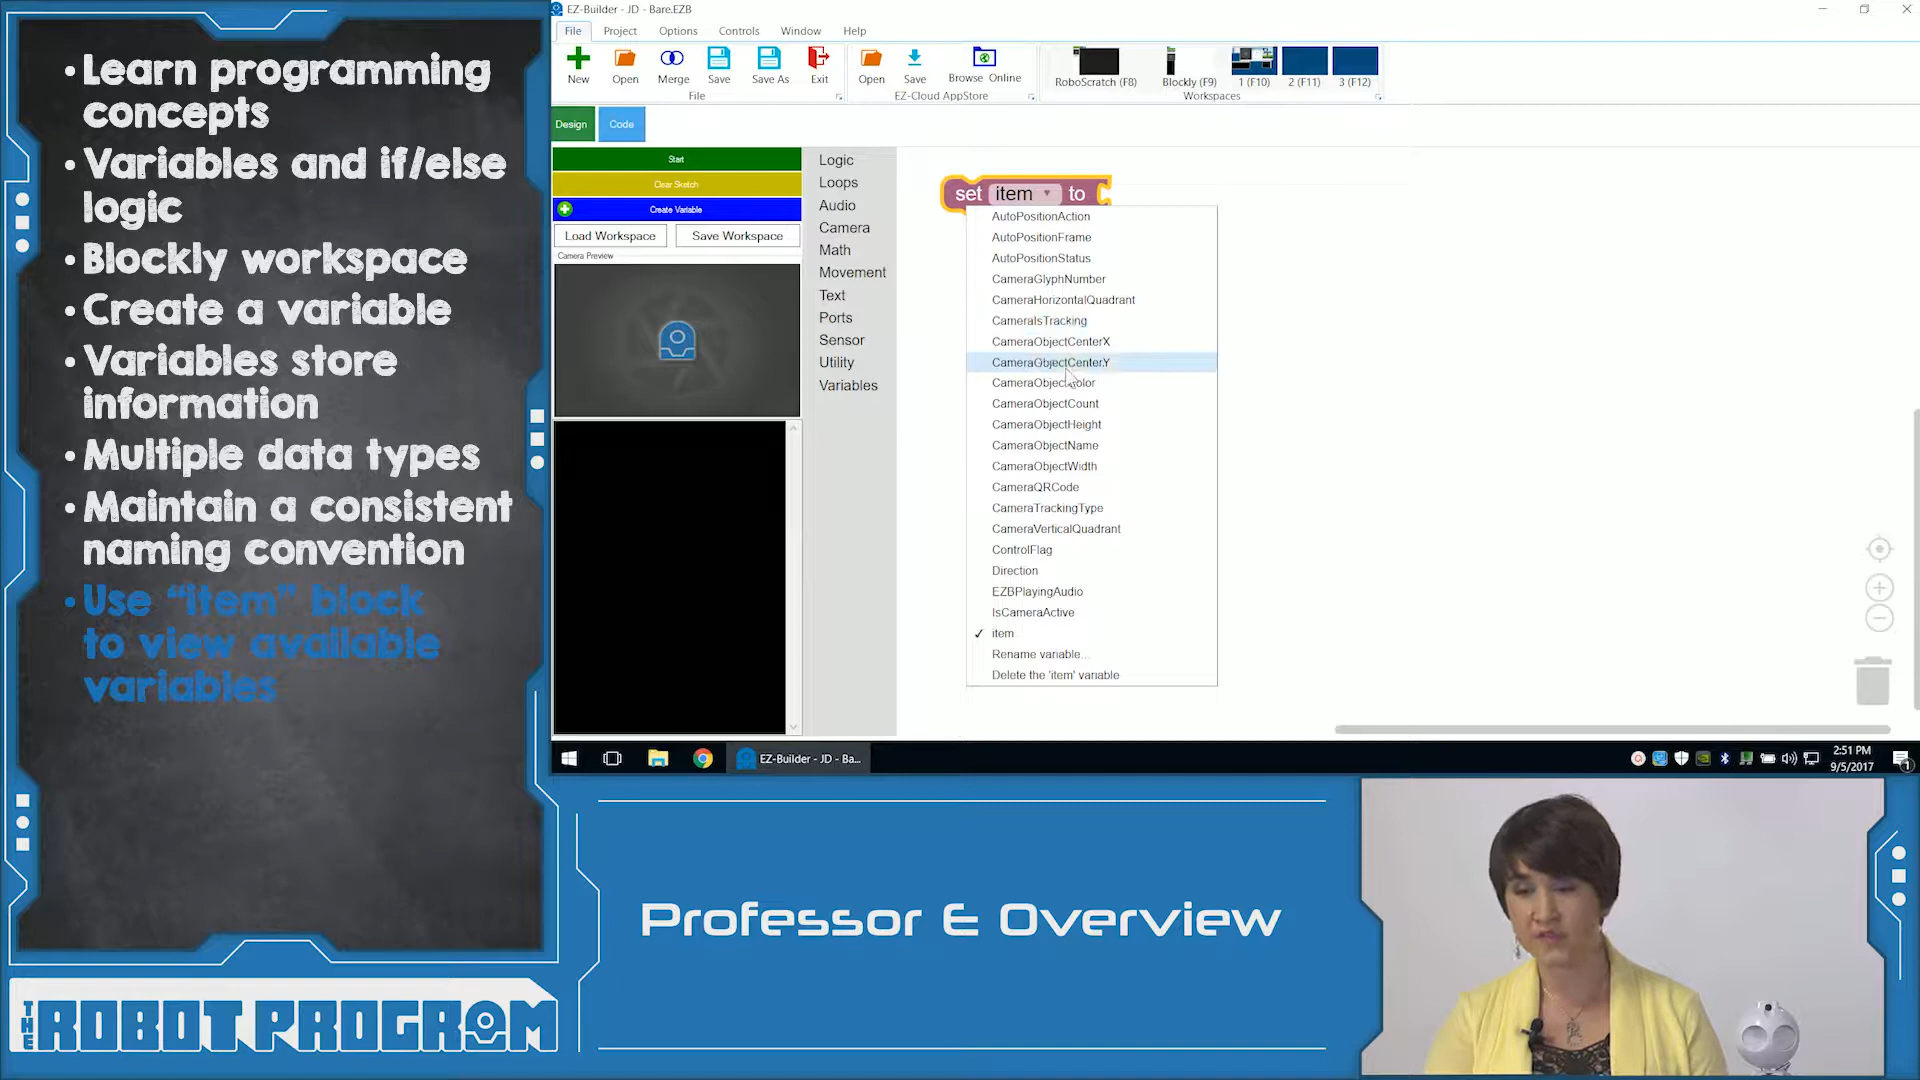 • Learn programming
concepts
• Variables and if/else
logic
• Blockly workspace
• Create a variable
• Variables store
information
• Multiple data types
• Maintain a consistent
naming convention
• Use “item” block
to view available
variables
THE ROBOT PROGRAM
EZ-Builder - JD - Bare.EZB
File Project Options Controls Window Help
New Open Merge Save Save As Exit Open Save Browse Online RoboScratch (F8) Blockly (F9) 1 (F10) 2 (F11) 3 (F12)
File EZ-Cloud AppStore Workspaces
Design Code
Start
Clear Sketch
Create Variable
Load Workspace Save Workspace
Camera Preview
Logic
Loops
Audio
Camera
Math
Movement
Text
Ports
Sensor
Utility
Variables
set item to
AutoPositionAction
AutoPositionFrame
AutoPositionStatus
CameraGlyphNumber
CameraHorizontalQuadrant
CameraIsTracking
CameraObjectCenterX
CameraObjectCenterY
CameraObjectColor
CameraObjectCount
CameraObjectHeight
CameraObjectName
CameraObjectWidth
CameraQRCode
CameraTrackingType
CameraVerticalQuadrant
ControlFlag
Direction
EZBPlayingAudio
IsCameraActive
✓ item
Rename variable...
Delete the 'item' variable
EZ-Builder - JD - Ba...
2:51 PM
9/5/2017
1
Professor E Overview